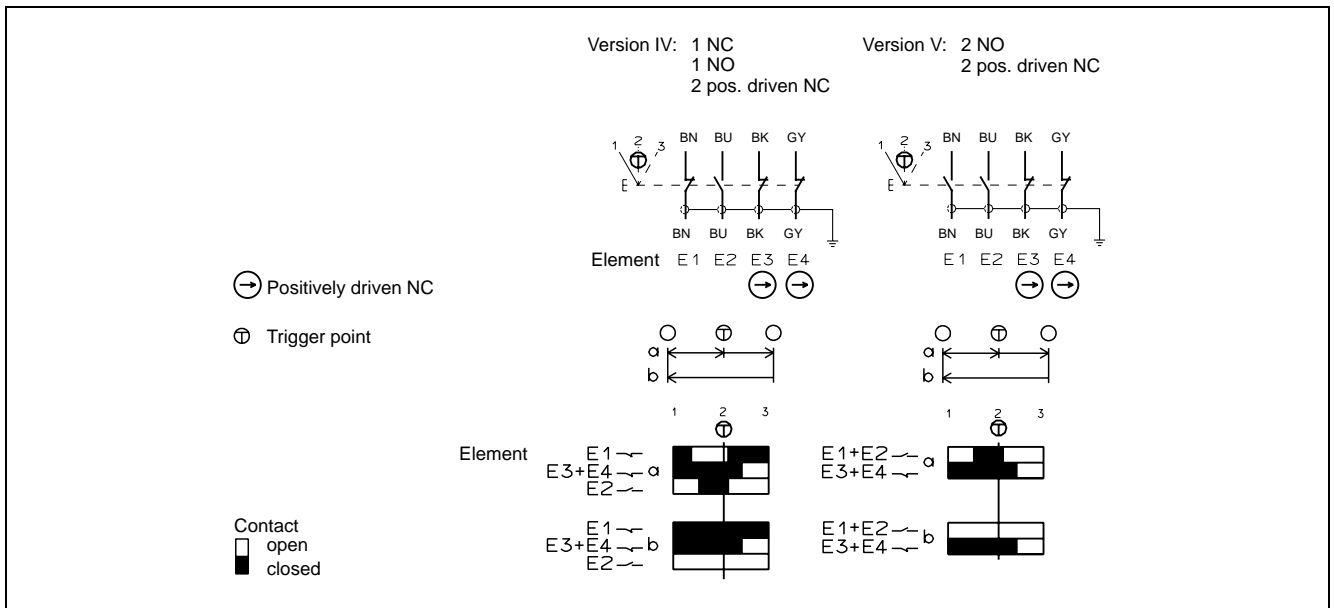 Version IV: 1 NC
1 NO
2 pos. driven NC
Version V: 2 NO
2 pos. driven NC
1 2 3 BN BU BK GY
E
BN BU BK GY
Element E1 E2 E3 E4
1 2 3 BN BU BK GY
E
BN BU BK GY
E1 E2 E3 E4
Positively driven NC
T Trigger point
T
a
b
T
a
b
1 2 3
T
Element E1
E3+E4 a
E2
E1
E3+E4 b
E2
1 2 3
T
E1+E2 a
E3+E4
E1+E2 b
E3+E4
Contact
open
closed